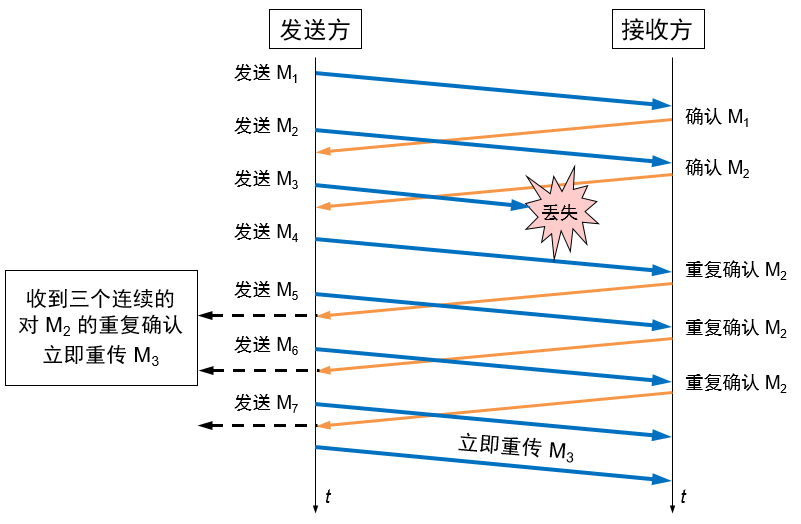 发送方
接收方
发送 M1
确认 M1
发送 M2
确认 M2
发送 M3
丢失
发送 M4
重复确认 M2
收到三个连续的
对 M2 的重复确认
立即重传 M3
发送 M5
重复确认 M2
发送 M6
重复确认 M2
发送 M7
立即重传 M3
t
t